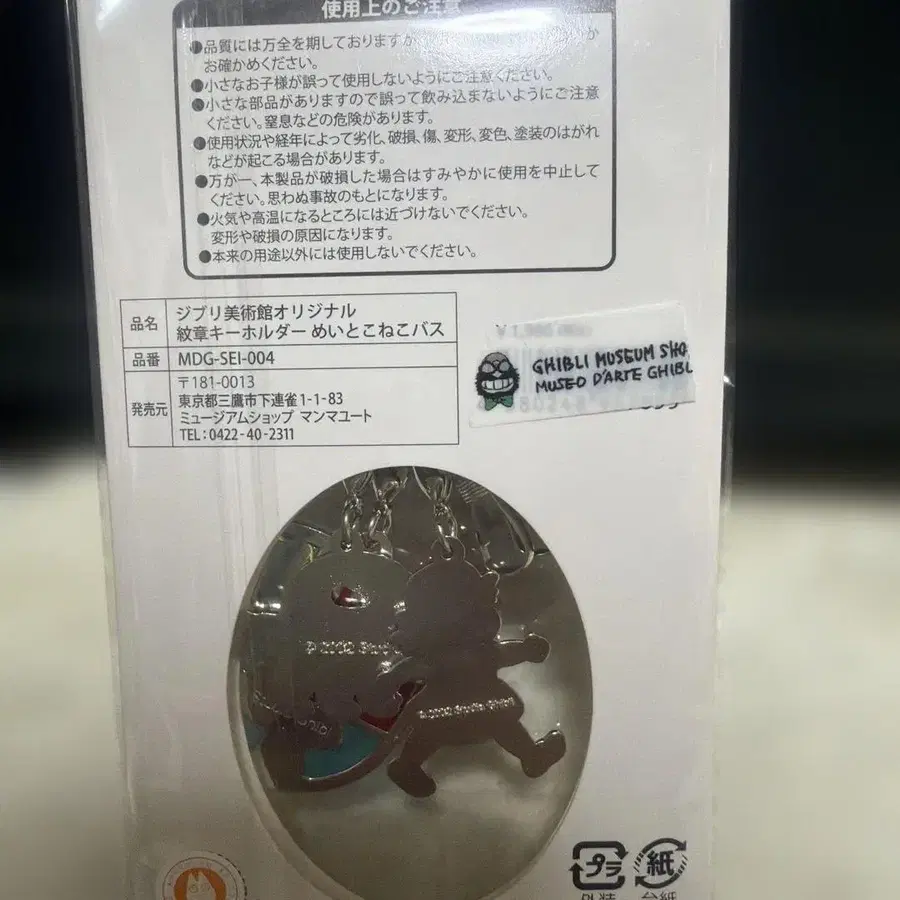 使用上のご注意
●品質には万全を期しておりますが
お確かめください。
●小さなお子様が誤って使用しないようにご注意ください。
●小さな部品がありますので誤って飲み込まないようにご注意
ください。窒息などの危険があります。
●使用状況や経年によって劣化、破損、傷、変形、変色、塗装のはがれ
などが起こる場合があります。
●万が一、本製品が破損した場合はすみやかに使用を中止して
ください。思わぬ事故のもとになります。
●火気や高温になるところには近づけないでください。
変形や破損の原因になります。
●本来の用途以外には使用しないでください。
品名 ジブリ美術館オリジナル
紋章キーホルダー めいとこねこバス
品番 MDG-SEI-004
発売元 〒181-0013
東京都三鷹市下連雀1-1-83
ミュージアムショップ マンマユート
TEL:0422-40-2311
GHIBLI MUSEUM SHO
MUSEO D'ARTE GHIBL
© 2002 Studio
© 2002 Studio Ghibli
プラ
紙